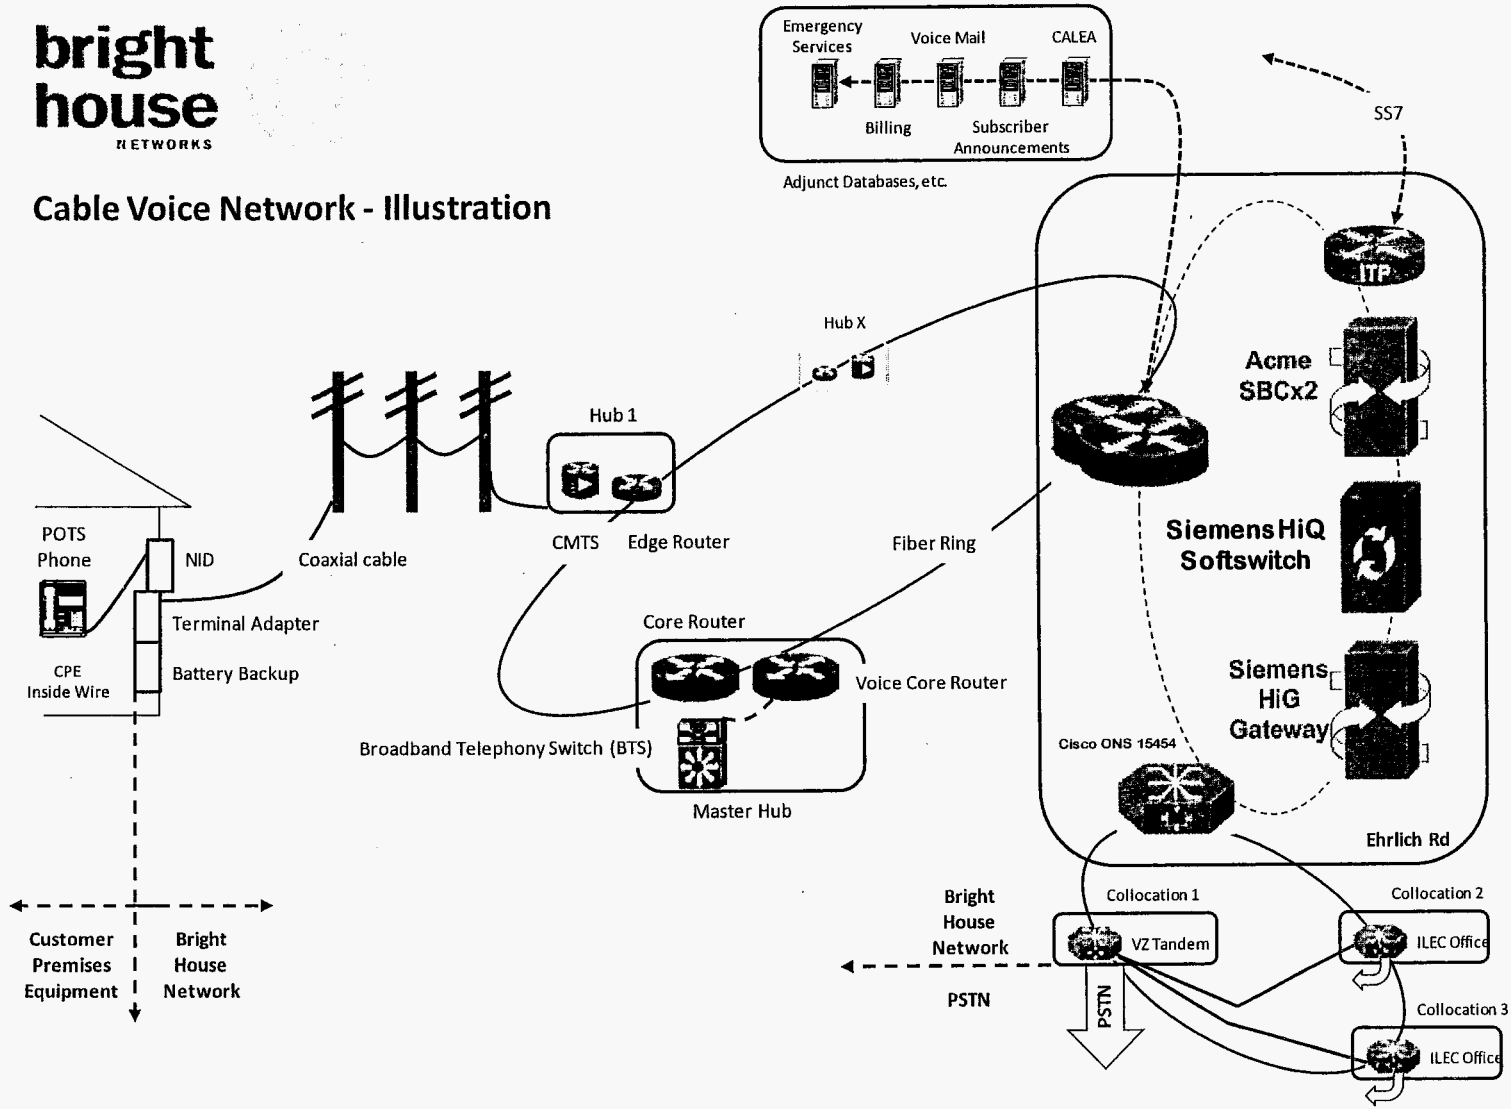 bright
house
NETWORKS
Cable Voice Network - Illustration
Emergency
Services
Voice Mail
CALEA
Billing
Subscriber
Announcements
Adjunct Databases, etc.
SS7
ITP
Acme
SBCx2
Siemens HiQ
Softswitch
Siemens
HiG
Gateway
Cisco ONS 15454
Ehrlich Rd
Hub X
Hub 1
CMTS
Edge Router
Fiber Ring
POTS
Phone
NID
Coaxial cable
Terminal Adapter
CPE
Inside Wire
Battery Backup
Core Router
Voice Core Router
Broadband Telephony Switch (BTS)
Master Hub
Customer
Premises
Equipment
Bright
House
Network
Bright
House
Network
PSTN
Collocation 1
VZ Tandem
PSTN
Collocation 2
ILEC Office
Collocation 3
ILEC Office